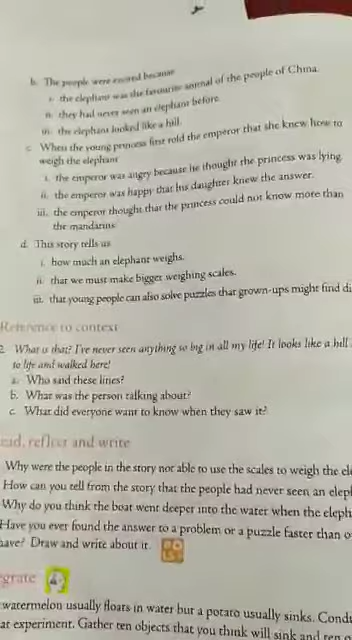 b. The people were excited because
i. the elephant was the favourite animal of the people of China.
ii. they had never seen an elephant before.
iii. the elephant looked like a hill.
c. When the young princess first told the emperor that she knew how to
weigh the elephant
i. the emperor was angry because he thought the princess was lying.
ii. the emperor was happy that his daughter knew the answer.
iii. the emperor thought that the princess could not know more than
the mandarins.
d. This story tells us
i. how much an elephant weighs.
ii. that we must make bigger weighing scales.
iii. that young people can also solve puzzles that grown-ups might find di
Reference to context
2. What is that? I've never seen anything so big in all my life! It looks like a hill
to life and walked here!
a. Who said these lines?
b. What was the person talking about?
c. What did everyone want to know when they saw it?
ead, reflect and write
Why were the people in the story not able to use the scales to weigh the el
How can you tell from the story that the people had never seen an elep
Why do you think the boat went deeper into the water when the eleph
Have you ever found the answer to a problem or a puzzle faster than o
have? Draw and write about it.
grate
watermelon usually floats in water but a potato usually sinks. Cond
at experiment. Gather ten objects that you think will sink and ten